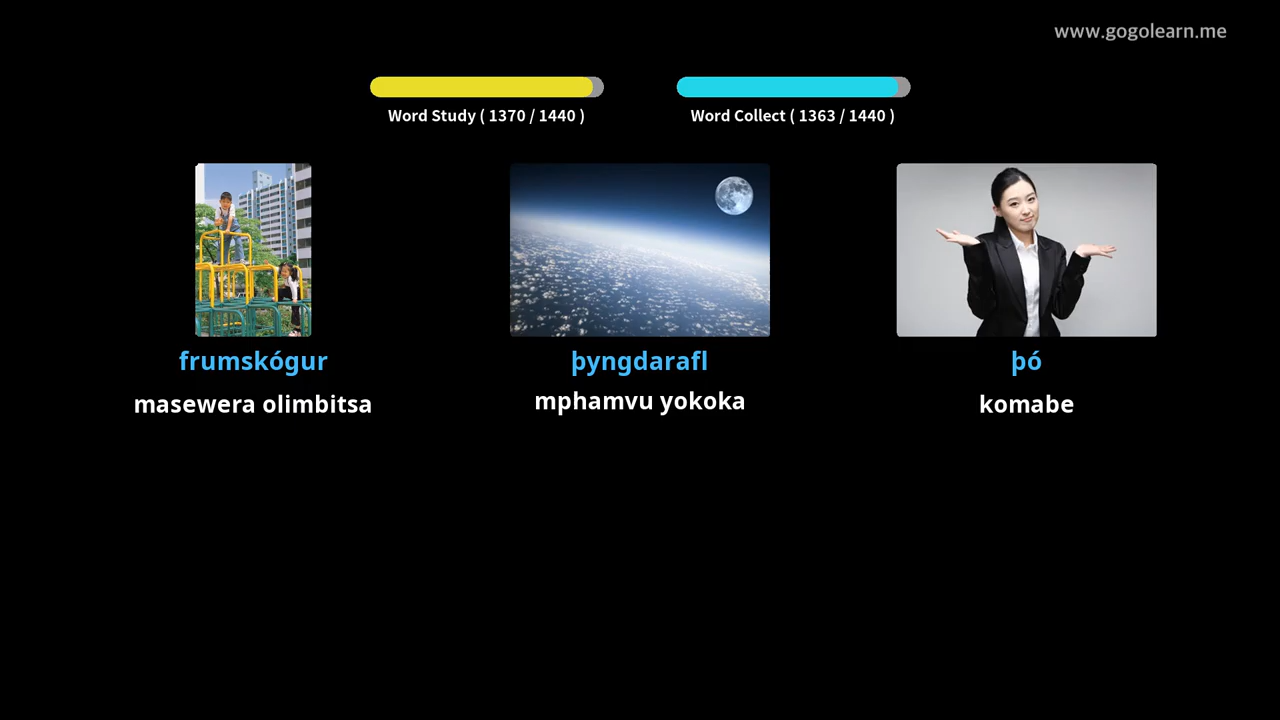 www.gogolearn.me
Word Study ( 1370 / 1440 )
Word Collect ( 1363 / 1440 )
frumskógur
masewera olimbitsa
þyngdarafl
mphamvu yokoka
þó
komabe